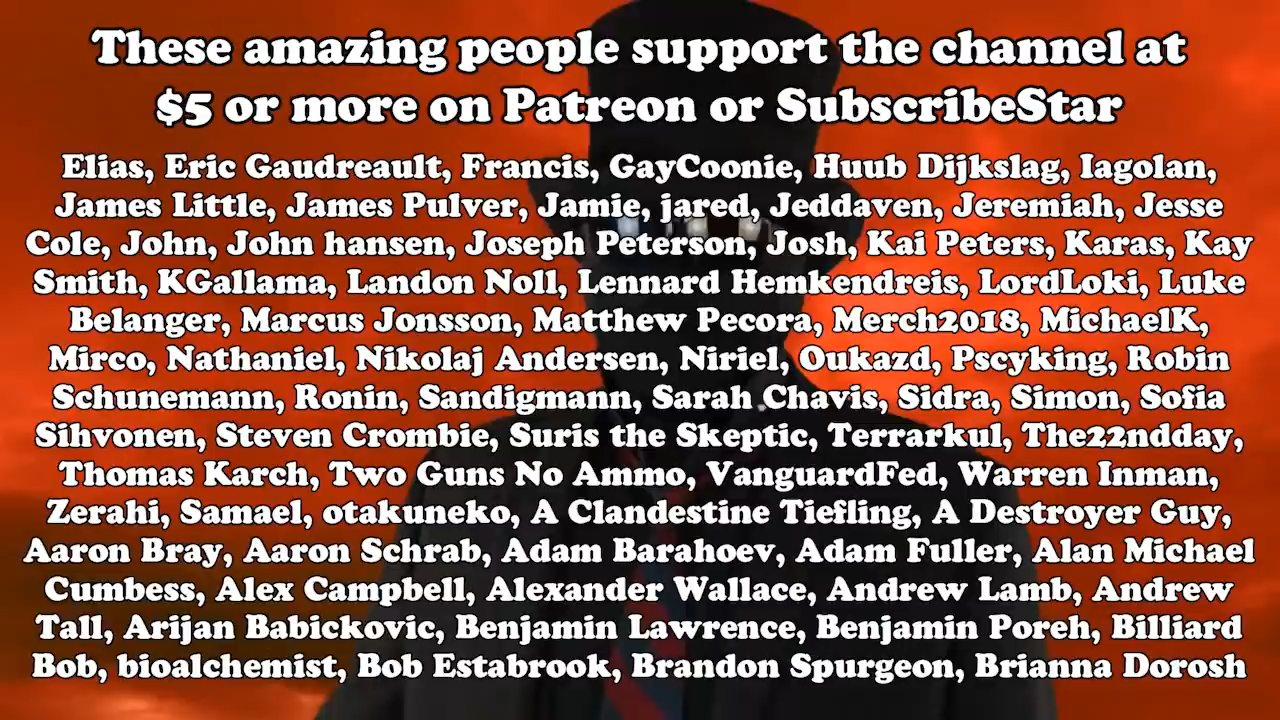 These amazing people support the channel at
$5 or more on Patreon or SubscribeStar
Elias, Eric Gaudreault, Francis, GayCoonie, Huub Dijkslag, Iagolan,
James Little, James Pulver, Jamie, jared, Jeddaven, Jeremiah, Jesse
Cole, John, John hansen, Joseph Peterson, Josh, Kai Peters, Karas, Kay
Smith, KGallama, Landon Noll, Lennard Hemkendreis, LordLoki, Luke
Belanger, Marcus Jonsson, Matthew Pecora, Merch2018, MichaelK,
Mirco, Nathaniel, Nikolaj Andersen, Niriel, Oukazd, Pscyking, Robin
Schunemann, Ronin, Sandigmann, Sarah Chavis, Sidra, Simon, Sofia
Sihvonen, Steven Crombie, Suris the Skeptic, Terrarkul, The22ndday,
Thomas Karch, Two Guns No Ammo, VanguardFed, Warren Inman,
Zerahi, Samael, otakuneko, A Clandestine Tiefling, A Destroyer Guy,
Aaron Bray, Aaron Schrab, Adam Barahoev, Adam Fuller, Alan Michael
Cumbess, Alex Campbell, Alexander Wallace, Andrew Lamb, Andrew
Tall, Arijan Babickovic, Benjamin Lawrence, Benjamin Poreh, Billiard
Bob, bioalchemist, Bob Estabrook, Brandon Spurgeon, Brianna Dorosh